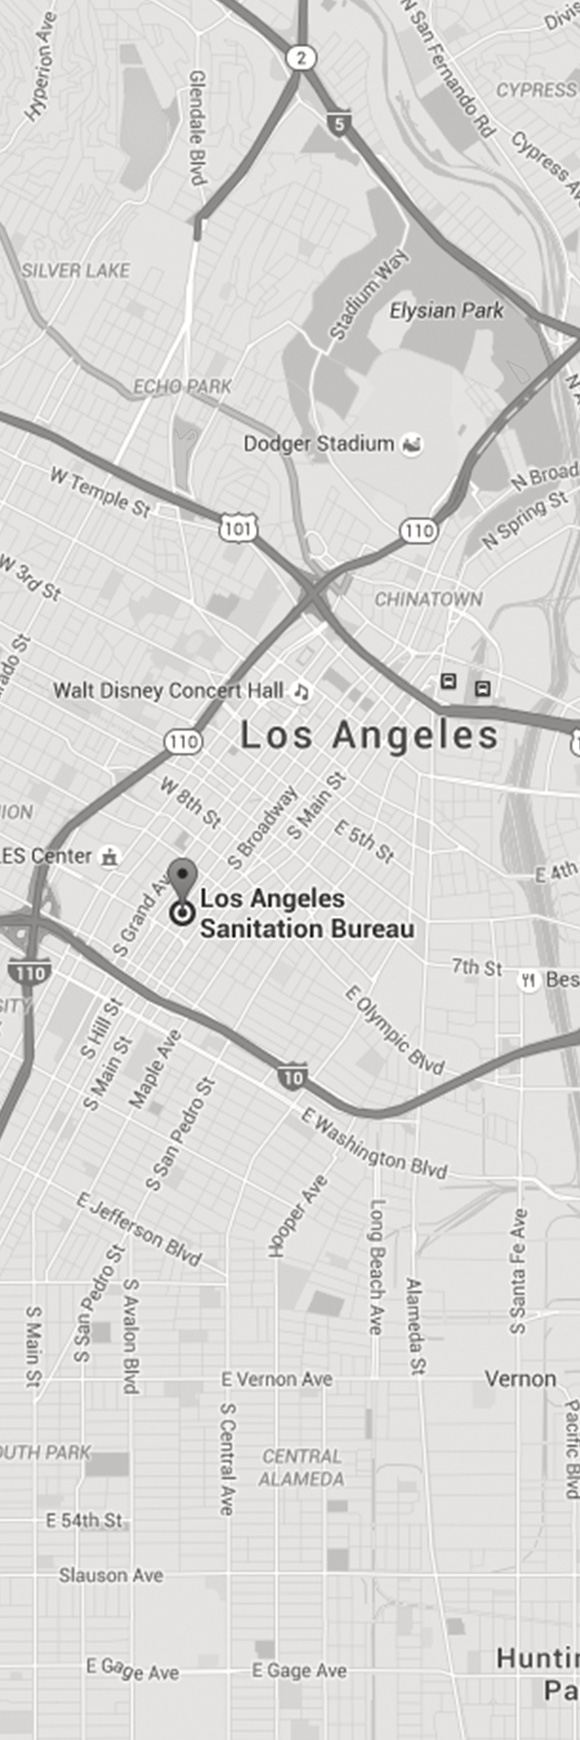 Hyperion Ave
2
N San Fernando Rd
Divis
Glendale Blvd
5
CYPRESS
Cypress Av
SILVER LAKE
Stadium Way
Elysian Park
ECHO PARK
N A
Dodger Stadium
W Temple St
101
110
N Broad
N Spring St
W 3rd St
CHINATOWN
rado St
Walt Disney Concert Hall
110
Los Angeles
1
ION
W 8th St
S Broadway
S Main St
E 5th St
LES Center
E 4th
S Grand Av
Los Angeles
Sanitation Bureau
110
7th St
Bes
SITY
S Hill St
S Main St
Maple Ave
E Olympic Blvd
10
S San Pedro St
E Washington Blvd
E Jefferson Blvd
Hooper Ave
Long Beach Ave
S Santa Fe Ave
S San Pedro St
S Avalon Blvd
S Main St
Alameda St
E Vernon Ave
Vernon
S Central Ave
Pacific Blvd
OUTH PARK
CENTRAL
ALAMEDA
E 54th St
Slauson Ave
E Gage Ave
E Gage Ave
Huntin
Pa